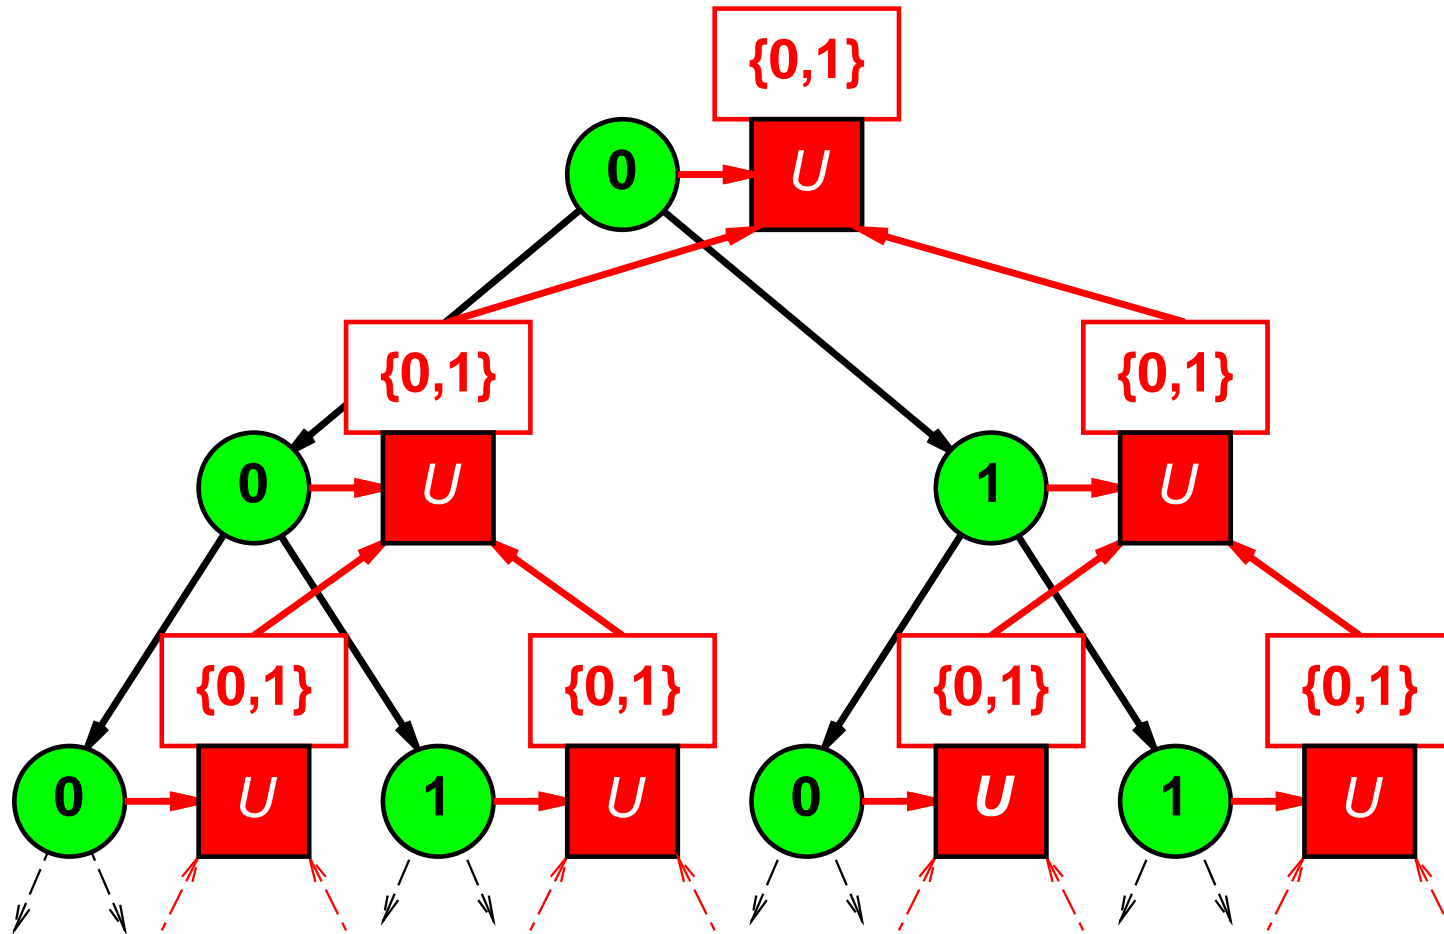 {0,1}
0 U
{0,1} {0,1}
0 U 1 U
{0,1} {0,1} {0,1} {0,1}
0 U 1 U 0 U 1 U